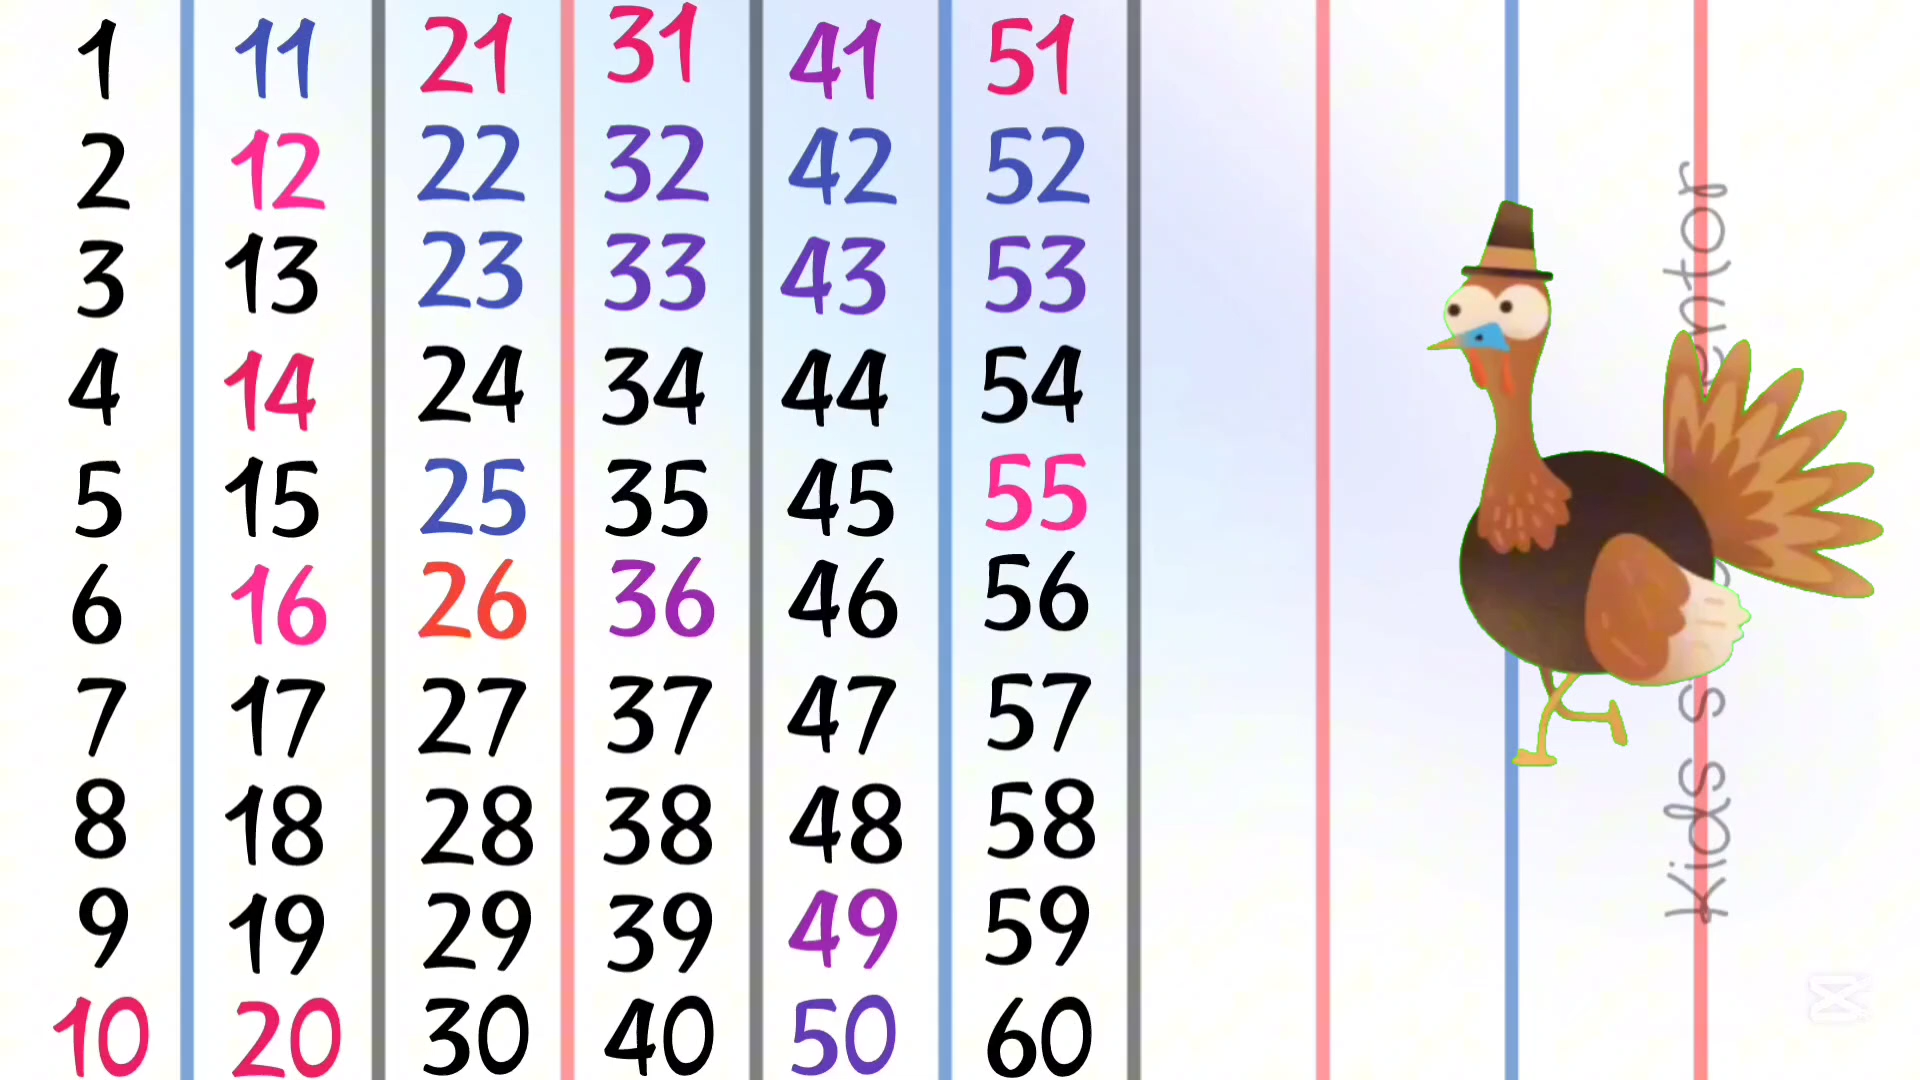 1 11 21 31 41 51
2 12 22 32 42 52
3 13 23 33 43 53
4 14 24 34 44 54
5 15 25 35 45 55
6 16 26 36 46 56
7 17 27 37 47 57
8 18 28 38 48 58
9 19 29 39 49 59
10 20 30 40 50 60
Kids